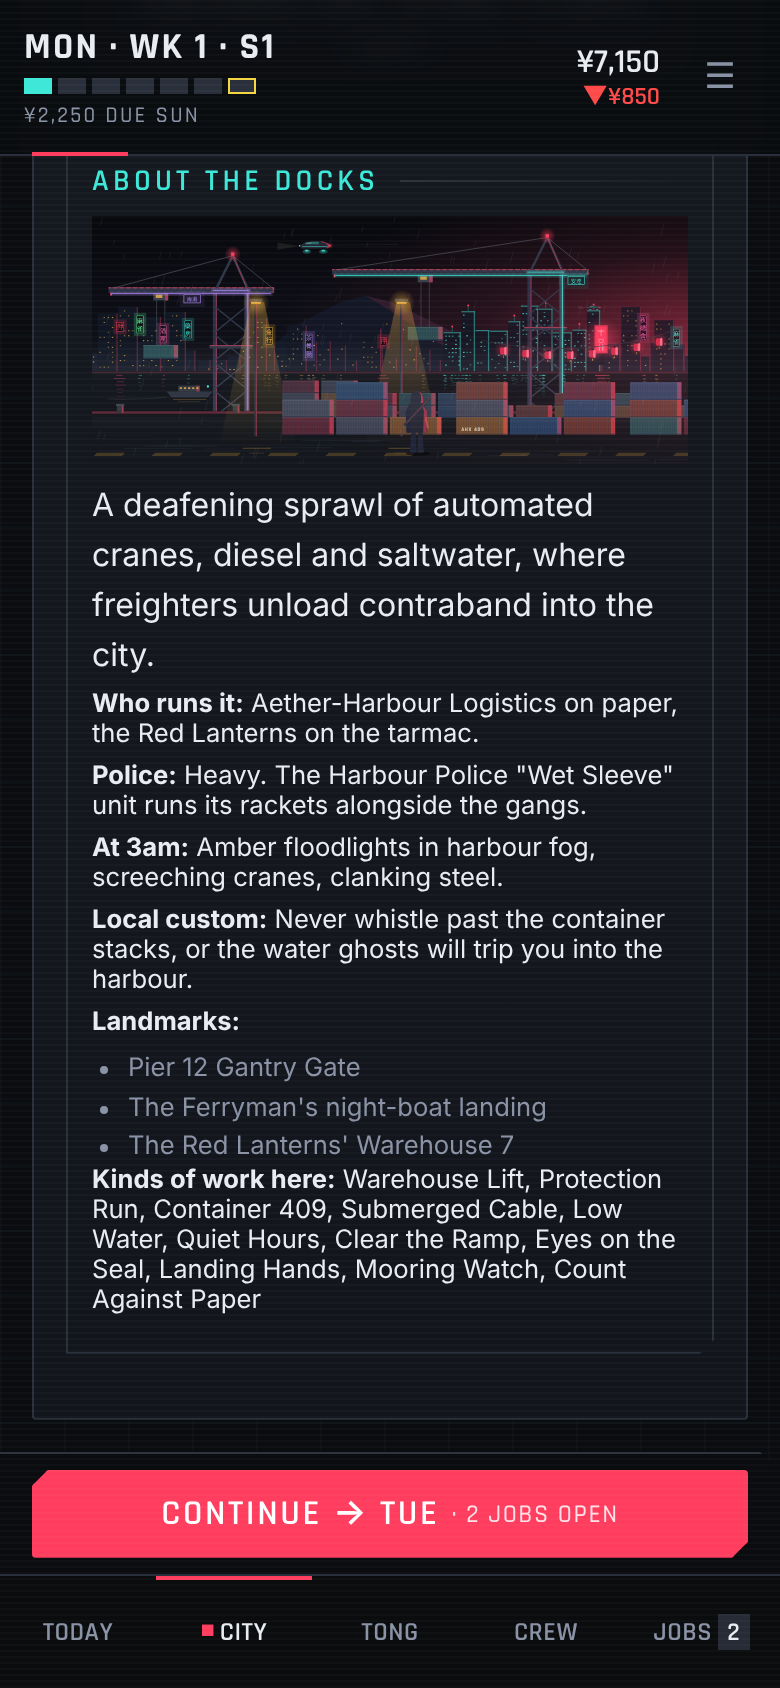 MON · WK 1 · S1
¥7,150
▼¥850
☰
¥2,250 DUE SUN
ABOUT THE DOCKS
AHX 409
A deafening sprawl of automated
cranes, diesel and saltwater, where
freighters unload contraband into the
city.
Who runs it: Aether-Harbour Logistics on paper,
the Red Lanterns on the tarmac.
Police: Heavy. The Harbour Police "Wet Sleeve"
unit runs its rackets alongside the gangs.
At 3am: Amber floodlights in harbour fog,
screeching cranes, clanking steel.
Local custom: Never whistle past the container
stacks, or the water ghosts will trip you into the
harbour.
Landmarks:
• Pier 12 Gantry Gate
• The Ferryman's night-boat landing
• The Red Lanterns' Warehouse 7
Kinds of work here: Warehouse Lift, Protection
Run, Container 409, Submerged Cable, Low
Water, Quiet Hours, Clear the Ramp, Eyes on the
Seal, Landing Hands, Mooring Watch, Count
Against Paper
CONTINUE → TUE · 2 JOBS OPEN
TODAY
CITY
TONG
CREW
JOBS 2